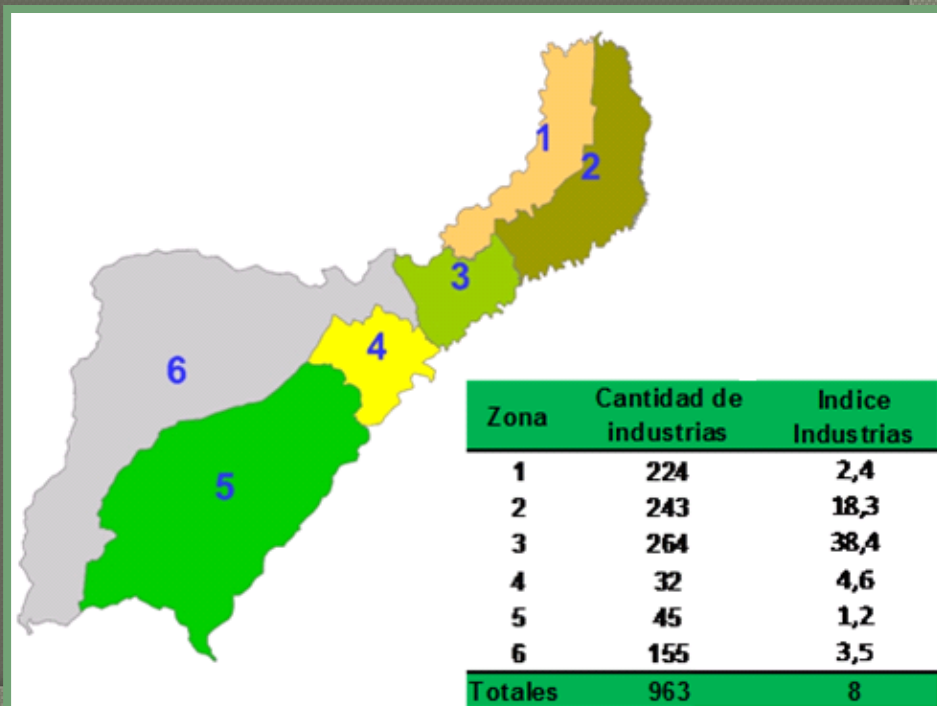 1
2
3
4
6
5
Zona Cantidad de industrias Indice Industrias
1 224 2,4
2 243 18,3
3 264 38,4
4 32 4,6
5 45 1,2
6 155 3,5
Totales 963 8